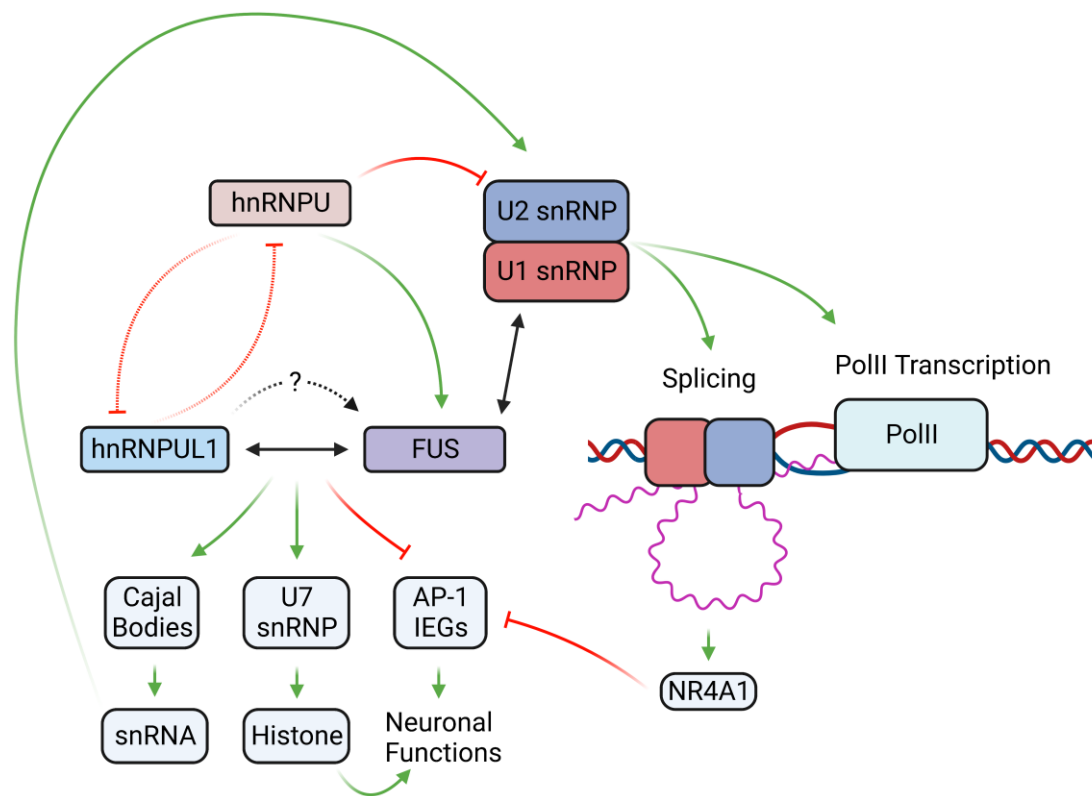 hnRNPU
U2 snRNP
U1 snRNP
PolII Transcription
Splicing
?
hnRNPUL1
FUS
PolII
Cajal
Bodies
U7
snRNP
AP-1
IEGs
NR4A1
snRNA
Histone
Neuronal
Functions